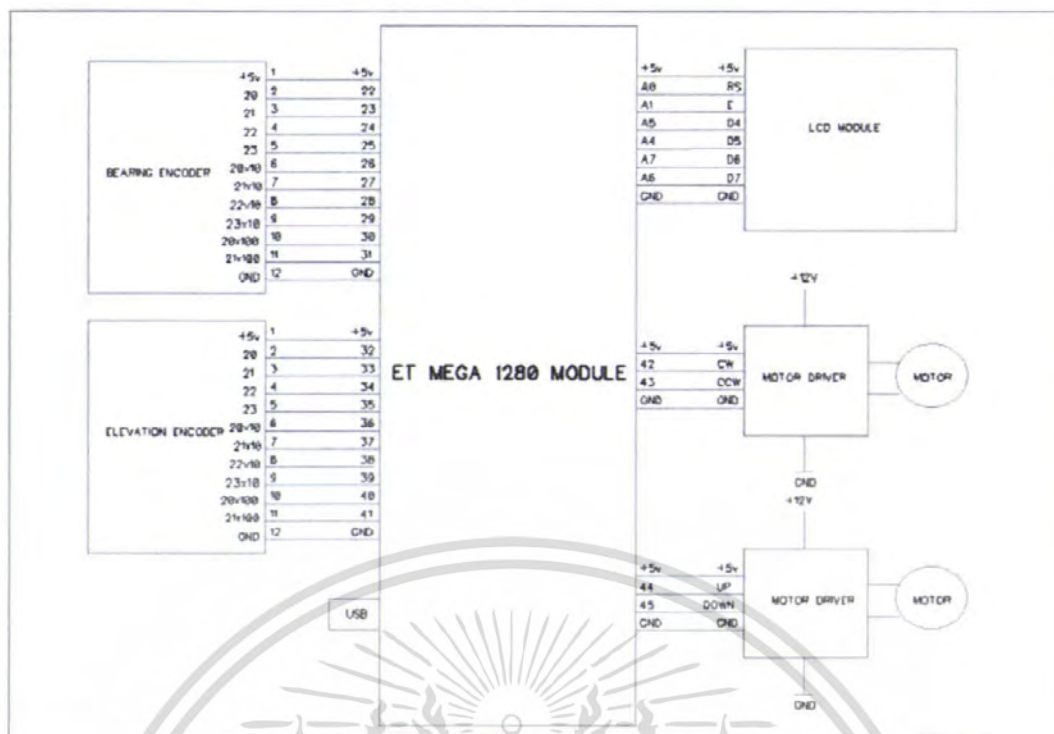 BEARING ENCODER
+5v 1 +5v
20 2 22
21 3 23
22 4 24
23 5 25
20x10 6 26
21x10 7 27
22x10 8 28
23x10 9 29
20x100 10 30
21x100 11 31
GND 12 GND
ELEVATION ENCODER
+5v 1 +5v
20 2 32
21 3 33
22 4 34
23 5 35
20x10 6 36
21x10 7 37
22x10 8 38
23x10 9 39
20x100 10 40
21x100 11 41
GND 12 GND
USB
ET MEGA 1280 MODULE
+5v +5v
A0 RS
A1 E
A5 D4
A4 D5
A7 D6
A6 D7
GND GND
LCD MODULE
+12V
+5v +5v
42 CW
43 CCW
GND GND
MOTOR DRIVER
MOTOR
GND
+12V
+5v +5v
44 UP
45 DOWN
GND GND
MOTOR DRIVER
MOTOR
GND